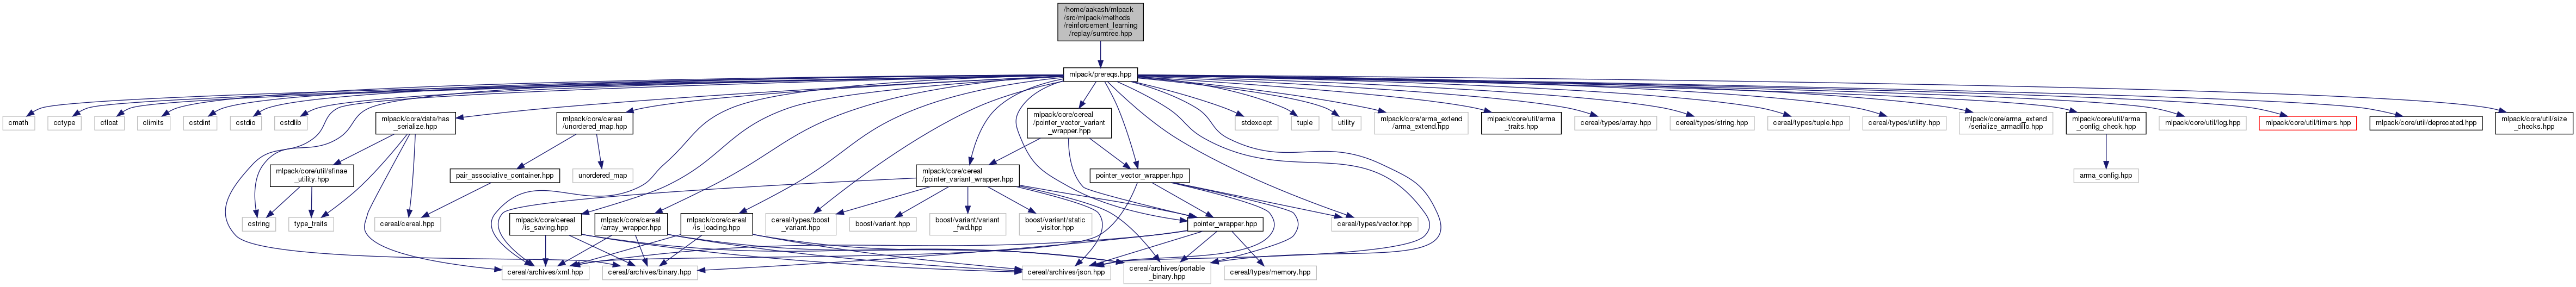 /home/aakash/mlpack
/src/mlpack/methods
/reinforcement_learning
/replay/sumtree.hpp
mlpack/prereqs.hpp
cmath
cctype
cfloat
climits
cstdint
cstdio
cstdlib
mlpack/core/data/has
_serialize.hpp
mlpack/core/cereal
/unordered_map.hpp
mlpack/core/cereal
/pointer_vector_variant
_wrapper.hpp
stdexcept
tuple
utility
mlpack/core/arma_extend
/arma_extend.hpp
mlpack/core/util/arma
_traits.hpp
cereal/types/array.hpp
cereal/types/string.hpp
cereal/types/tuple.hpp
cereal/types/utility.hpp
mlpack/core/arma_extend
/serialize_armadillo.hpp
mlpack/core/util/arma
_config_check.hpp
mlpack/core/util/log.hpp
mlpack/core/util/timers.hpp
mlpack/core/util/deprecated.hpp
mlpack/core/util/size
_checks.hpp
mlpack/core/util/sfinae
_utility.hpp
pair_associative_container.hpp
unordered_map
mlpack/core/cereal
/pointer_variant_wrapper.hpp
pointer_vector_wrapper.hpp
arma_config.hpp
cstring
type_traits
cereal/cereal.hpp
mlpack/core/cereal
/is_saving.hpp
mlpack/core/cereal
/array_wrapper.hpp
mlpack/core/cereal
/is_loading.hpp
cereal/types/boost
_variant.hpp
boost/variant.hpp
boost/variant/variant
_fwd.hpp
boost/variant/static
_visitor.hpp
pointer_wrapper.hpp
cereal/types/vector.hpp
cereal/archives/xml.hpp
cereal/archives/binary.hpp
cereal/archives/json.hpp
cereal/archives/portable
_binary.hpp
cereal/types/memory.hpp